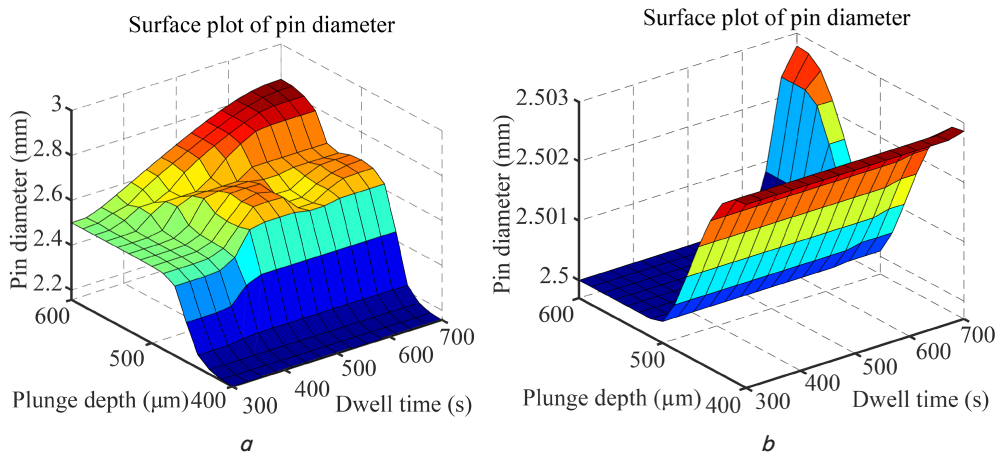 Surface plot of pin diameter
Pin diameter (mm)
3
2.8
2.6
2.4
2.2
600
500
400
Plunge depth (µm)
300
400
500
600
700
Dwell time (s)
a
Surface plot of pin diameter
Pin diameter (mm)
2.503
2.502
2.501
2.5
600
500
400
Plunge depth (µm)
300
400
500
600
700
Dwell time (s)
b